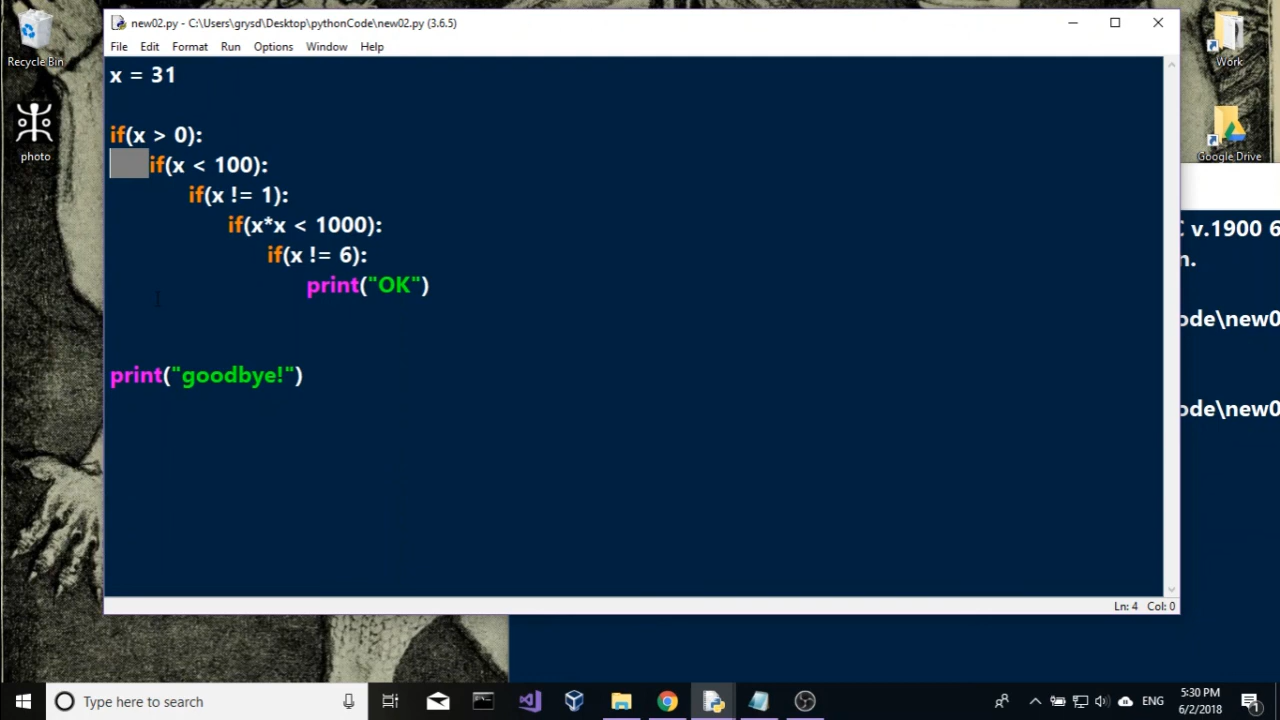 new02.py - C:\Users\grysd\Desktop\pythonCode\new02.py (3.6.5)
File Edit Format Run Options Window Help
Recycle Bin
photo
Work
Google Drive
x = 31
if(x > 0):
if(x < 100):
if(x != 1):
if(x*x < 1000):
if(x != 6):
print("OK")
print("goodbye!")
v.1900 6
n.
ode\new0
ode\new0
Ln: 4 Col: 0
Type here to search
ENG
5:30 PM
6/2/2018
1